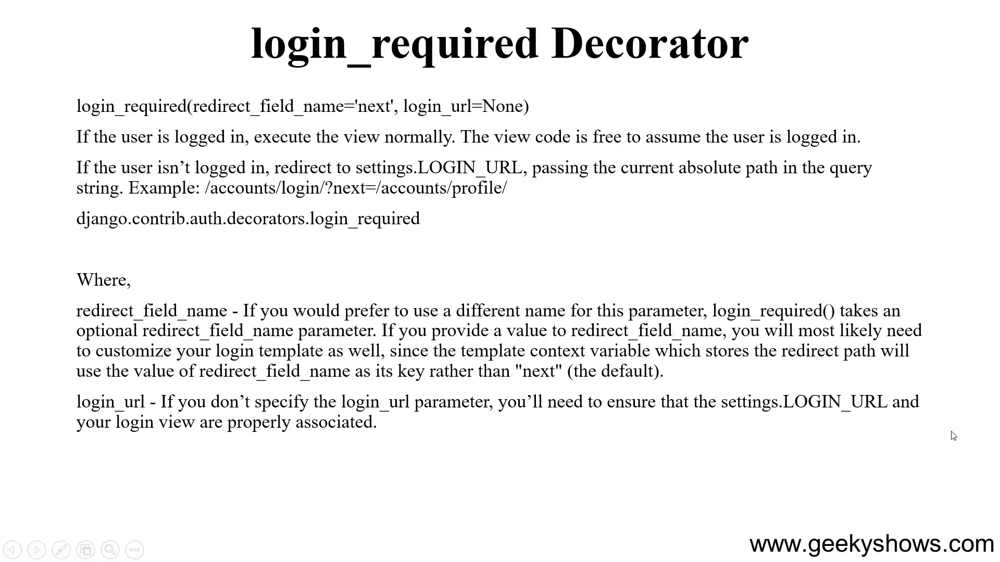 login_required Decorator
login_required(redirect_field_name='next', login_url=None)
If the user is logged in, execute the view normally. The view code is free to assume the user is logged in.
If the user isn’t logged in, redirect to settings.LOGIN_URL, passing the current absolute path in the query
string. Example: /accounts/login/?next=/accounts/profile/
django.contrib.auth.decorators.login_required
Where,
redirect_field_name - If you would prefer to use a different name for this parameter, login_required() takes an
optional redirect_field_name parameter. If you provide a value to redirect_field_name, you will most likely need
to customize your login template as well, since the template context variable which stores the redirect path will
use the value of redirect_field_name as its key rather than "next" (the default).
login_url - If you don’t specify the login_url parameter, you’ll need to ensure that the settings.LOGIN_URL and
your login view are properly associated.
www.geekyshows.com